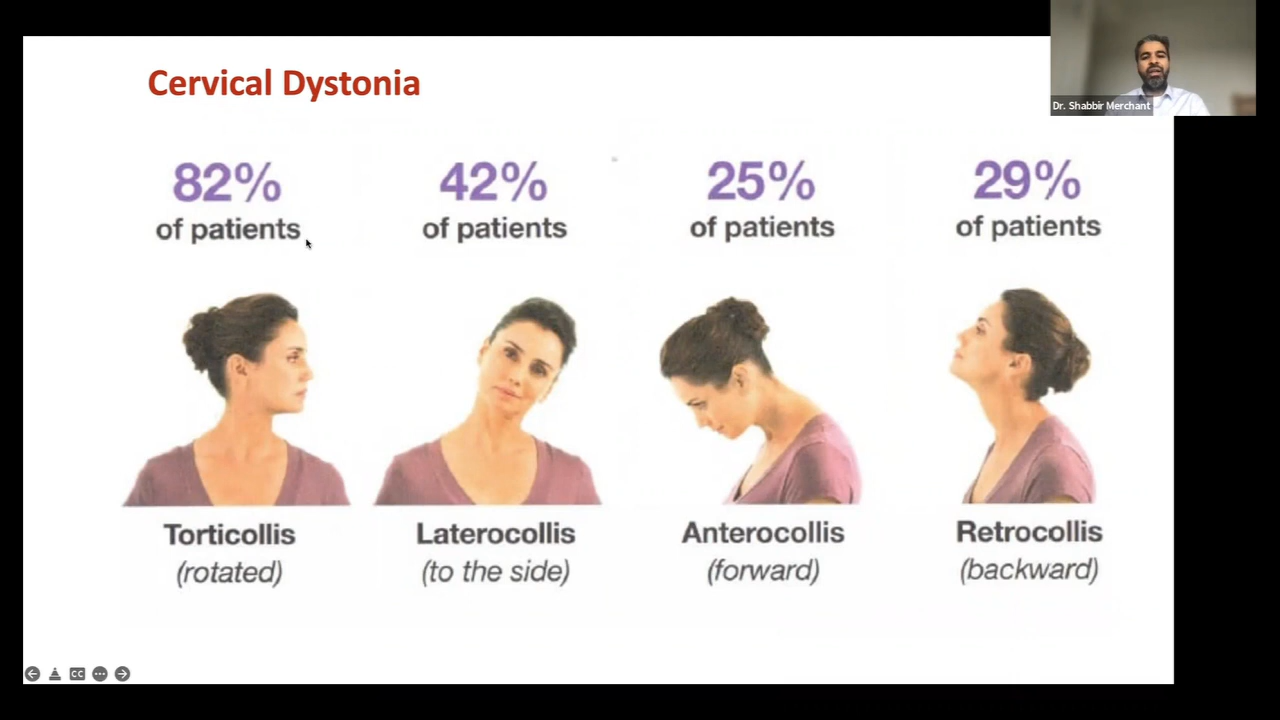 Cervical Dystonia
Dr. Shabbir Merchant
82%
of patients
42%
of patients
25%
of patients
29%
of patients
Torticollis
(rotated)
Laterocollis
(to the side)
Anterocollis
(forward)
Retrocollis
(backward)
CC